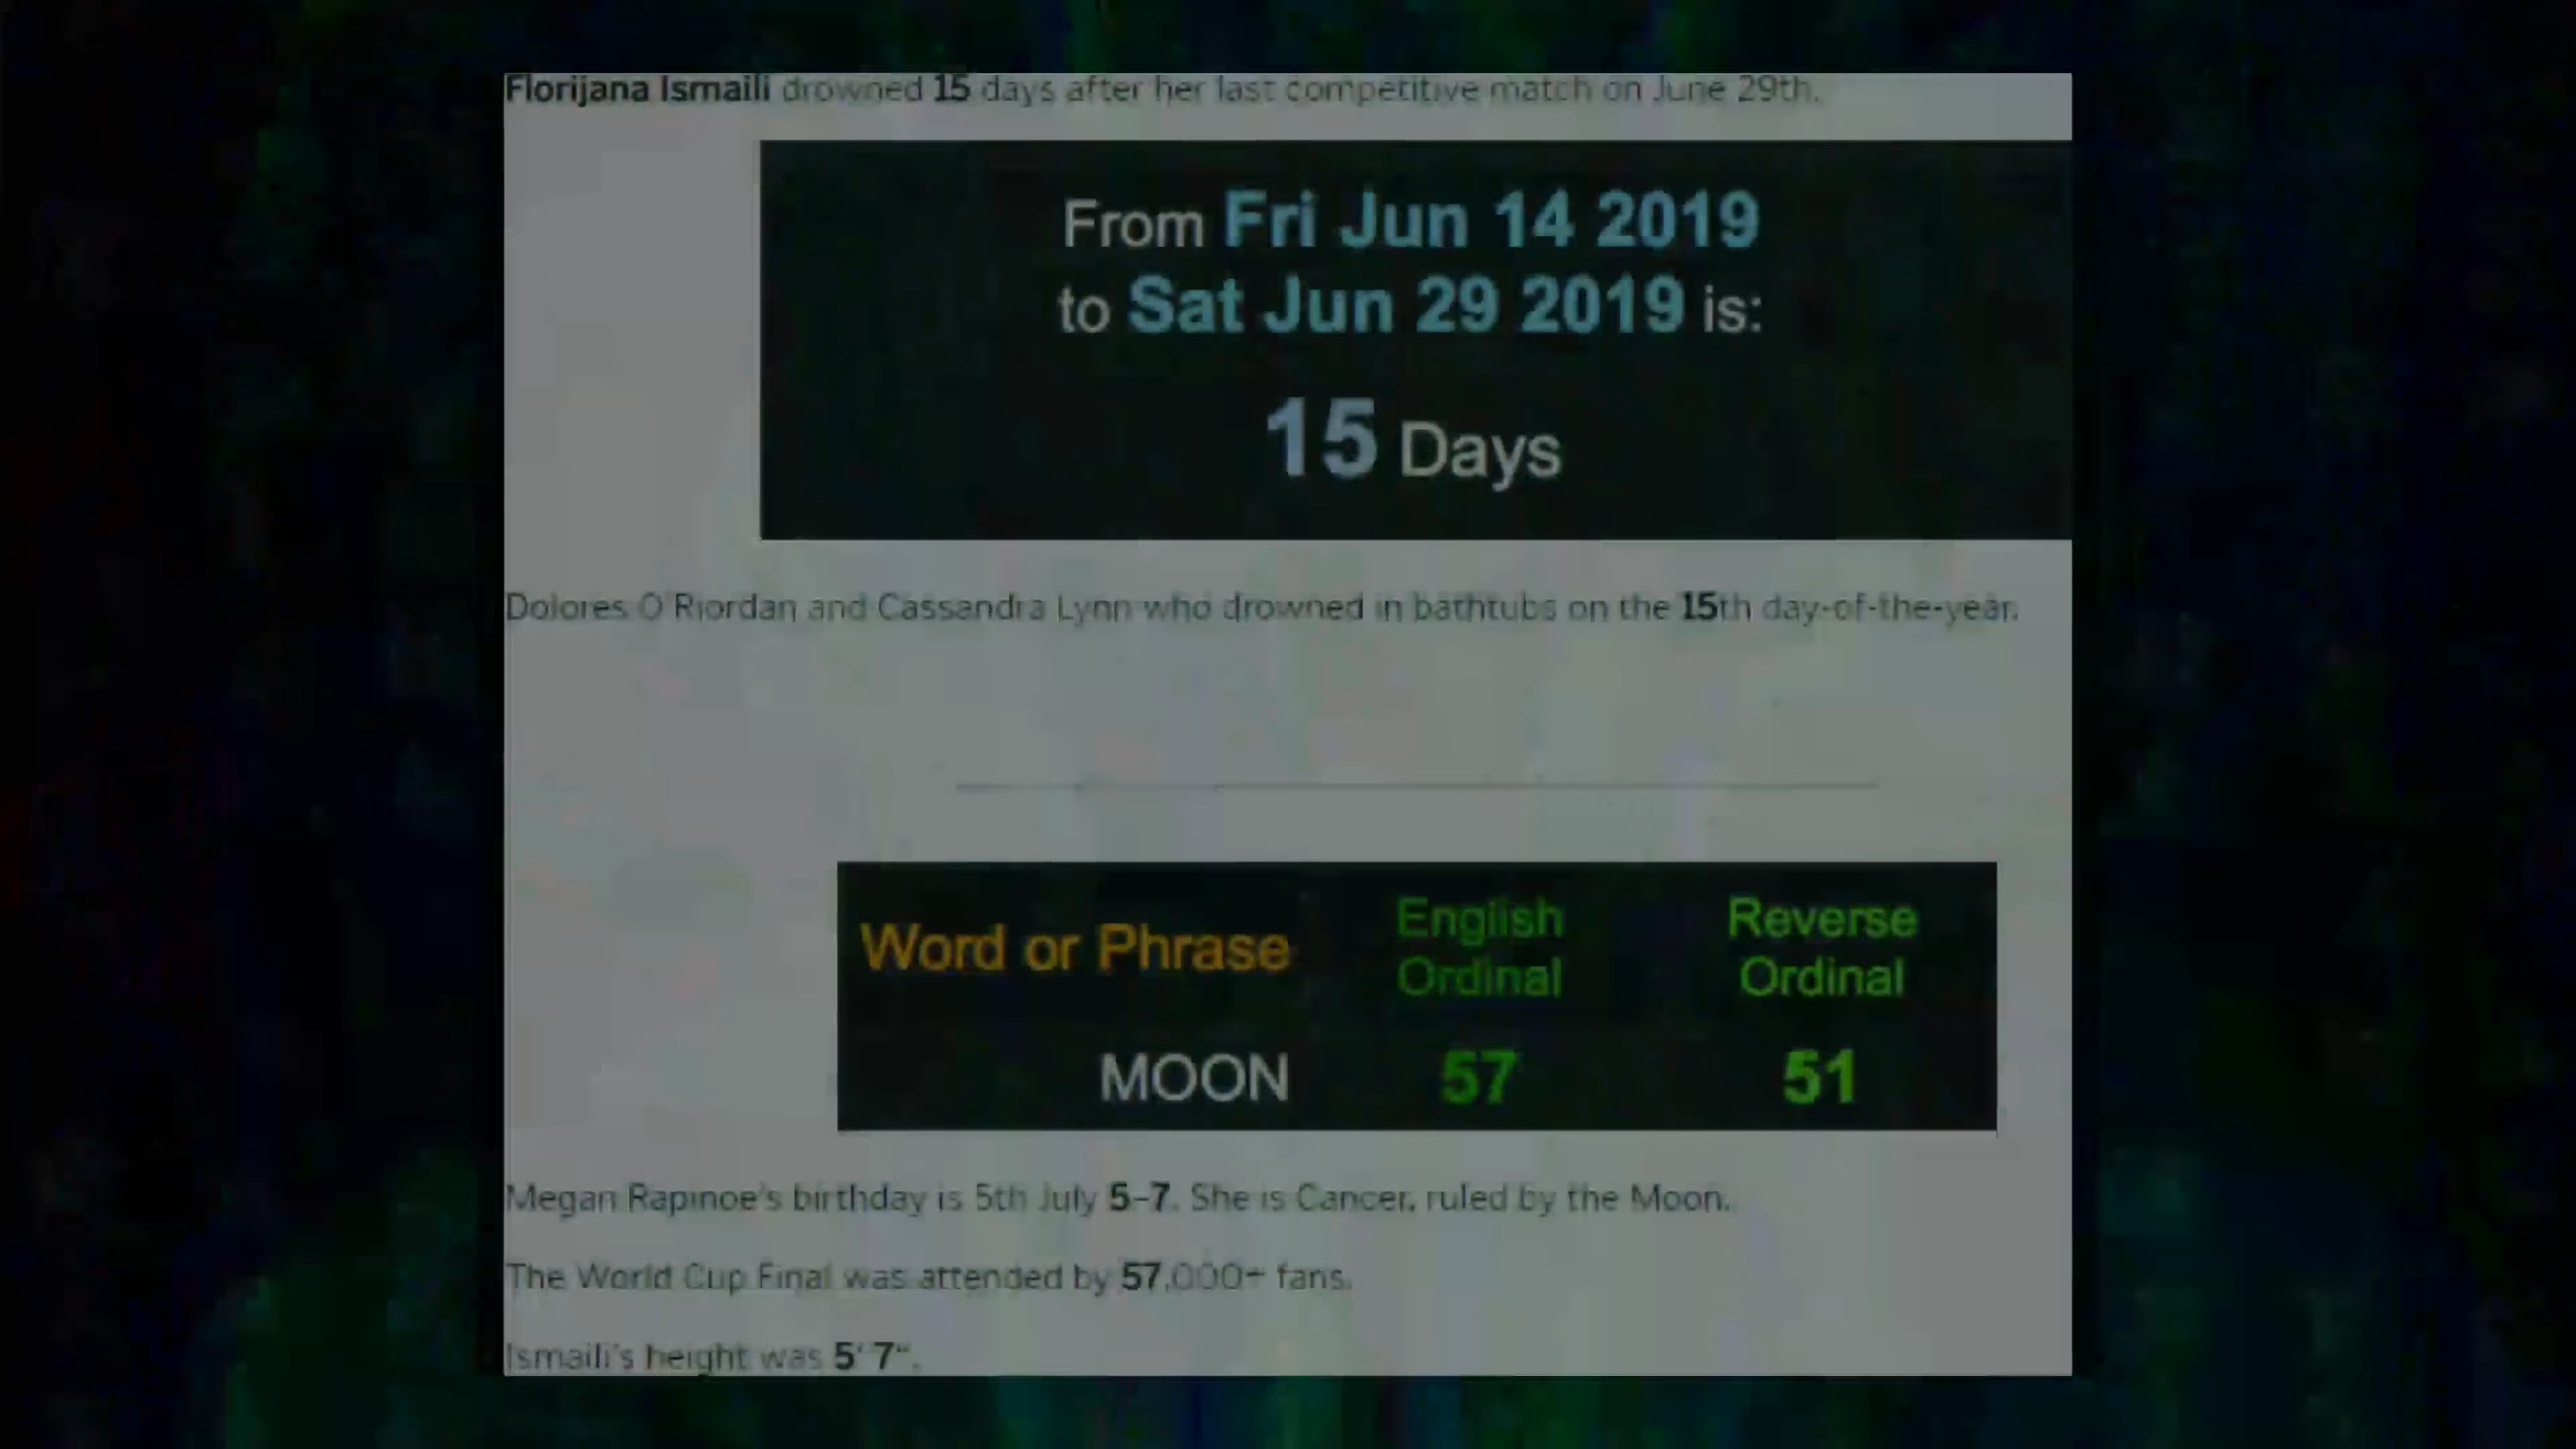 Florijana Ismaili drowned 15 days after her last competitive match on June 29th.
From Fri Jun 14 2019
to Sat Jun 29 2019 is:
15 Days
Dolores O'Riordan and Cassandra Lynn who drowned in bathtubs on the 15th day-of-the-year.
Word or Phrase English Ordinal Reverse Ordinal
MOON 57 51
Megan Rapinoe's birthday is 5th July 5-7. She is Cancer, ruled by the Moon.
The World Cup Final was attended by 57,000+ fans.
Ismaili's height was 5' 7".